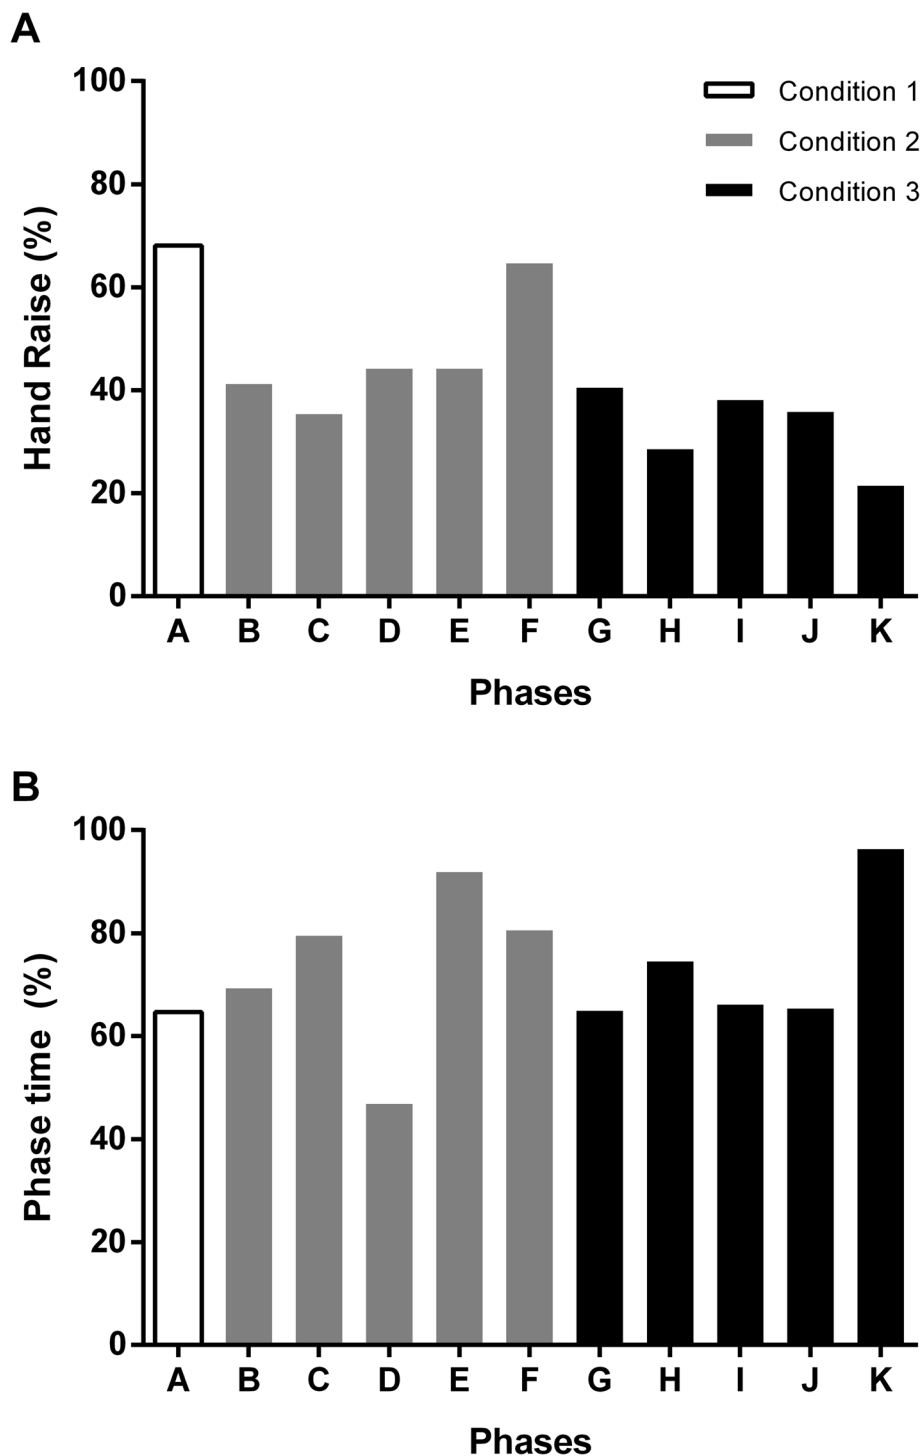 A
100
80
60
40
20
0
Hand Raise (%)
Condition 1
Condition 2
Condition 3
A B C D E F G H I J K
Phases
B
100
80
60
40
20
0
Phase time (%)
A B C D E F G H I J K
Phases